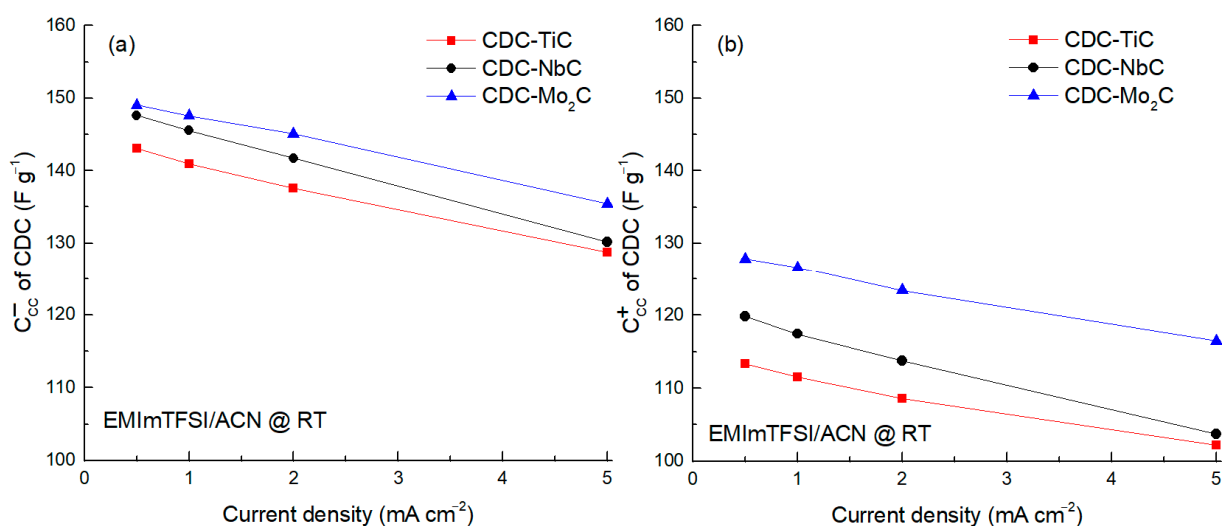 (a)
CDC-TiC
CDC-NbC
CDC-Mo₂C
C꜀꜀⁻ of CDC (F g⁻¹)
160
150
140
130
120
110
100
EMImTFSI/ACN @ RT
0
1
2
3
4
5
Current density (mA cm⁻²)
(b)
CDC-TiC
CDC-NbC
CDC-Mo₂C
C꜀꜀⁺ of CDC (F g⁻¹)
160
150
140
130
120
110
100
EMImTFSI/ACN @ RT
0
1
2
3
4
5
Current density (mA cm⁻²)